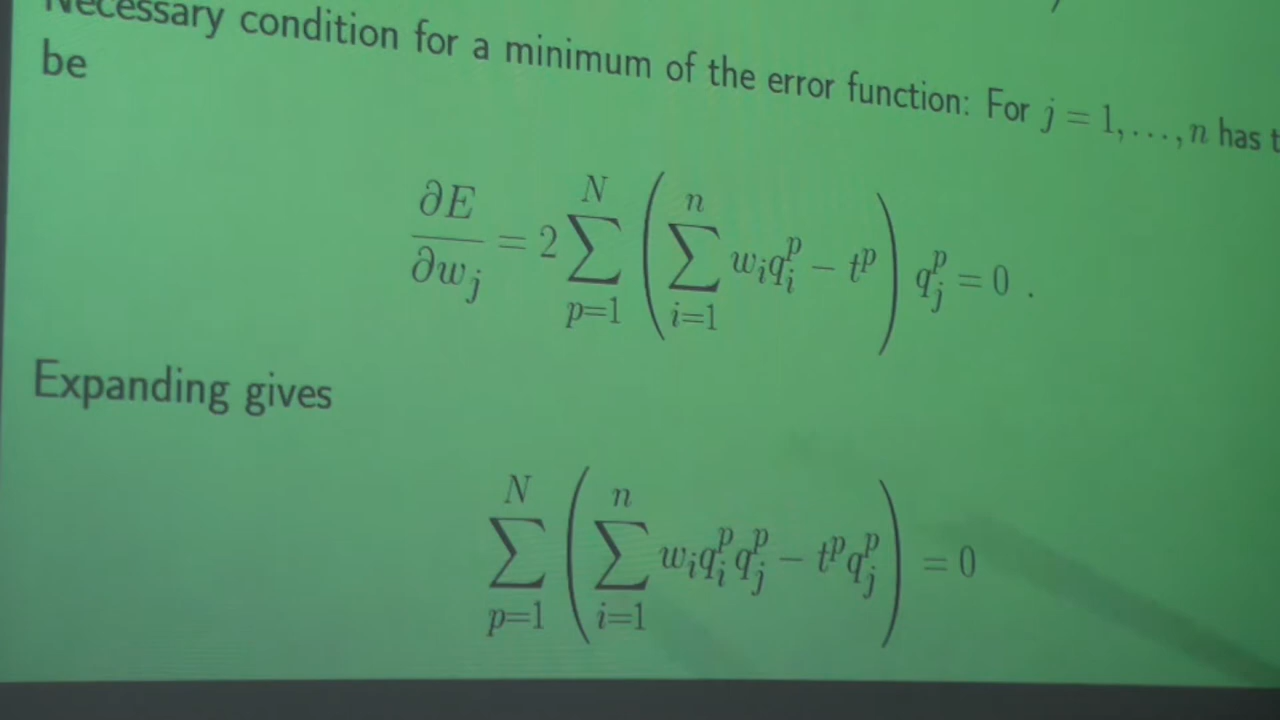 Necessary condition for a minimum of the error function: For j = 1, . . . , n has
be
∂E/∂w_j = 2 ∑_{p=1}^{N} ( ∑_{i=1}^{n} w_i q_i^p − t^p ) q_j^p = 0 .
Expanding gives
∑_{p=1}^{N} ( ∑_{i=1}^{n} w_i q_i^p q_j^p − t^p q_j^p ) = 0